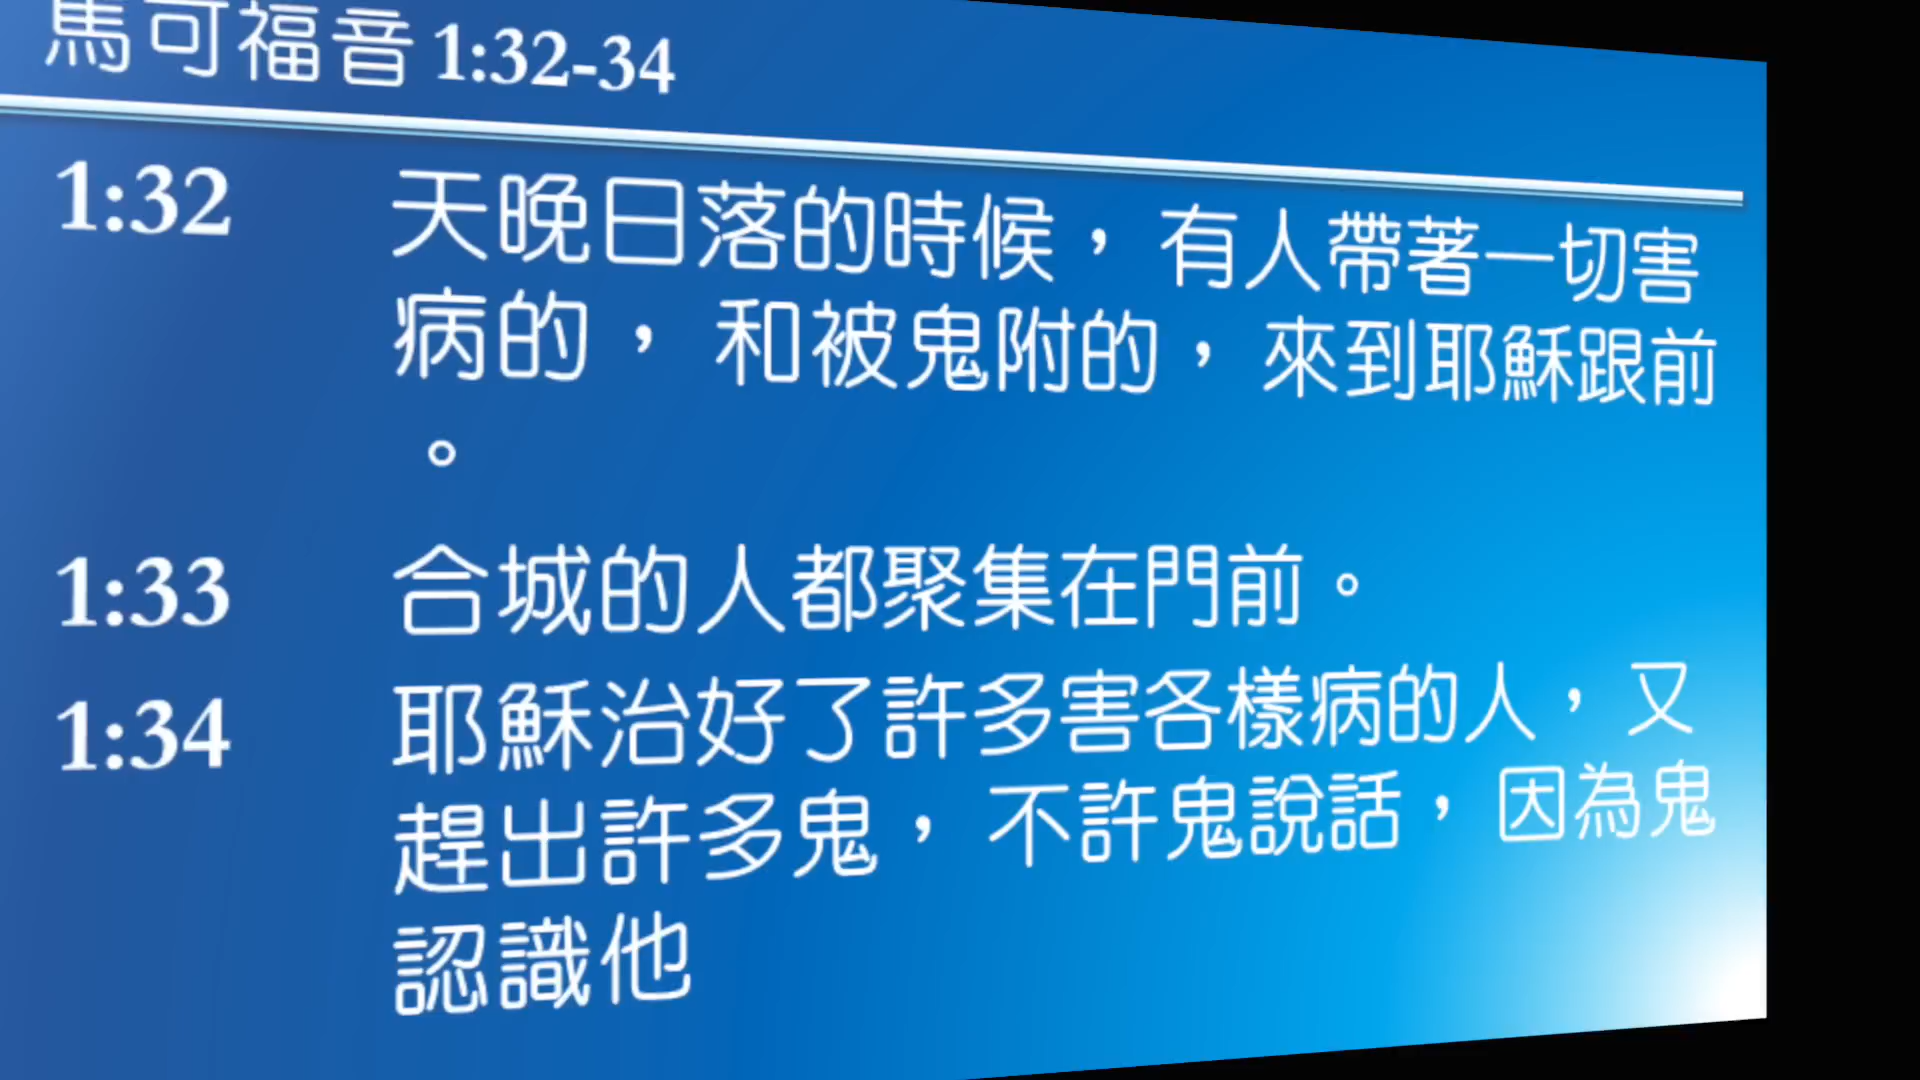 馬可福音 1:32-34
1:32 天晚日落的時候，有人帶著一切害
病的，和被鬼附的，來到耶穌跟前
。
1:33 合城的人都聚集在門前。
1:34 耶穌治好了許多害各樣病的人，又
趕出許多鬼，不許鬼說話，因為鬼
認識他